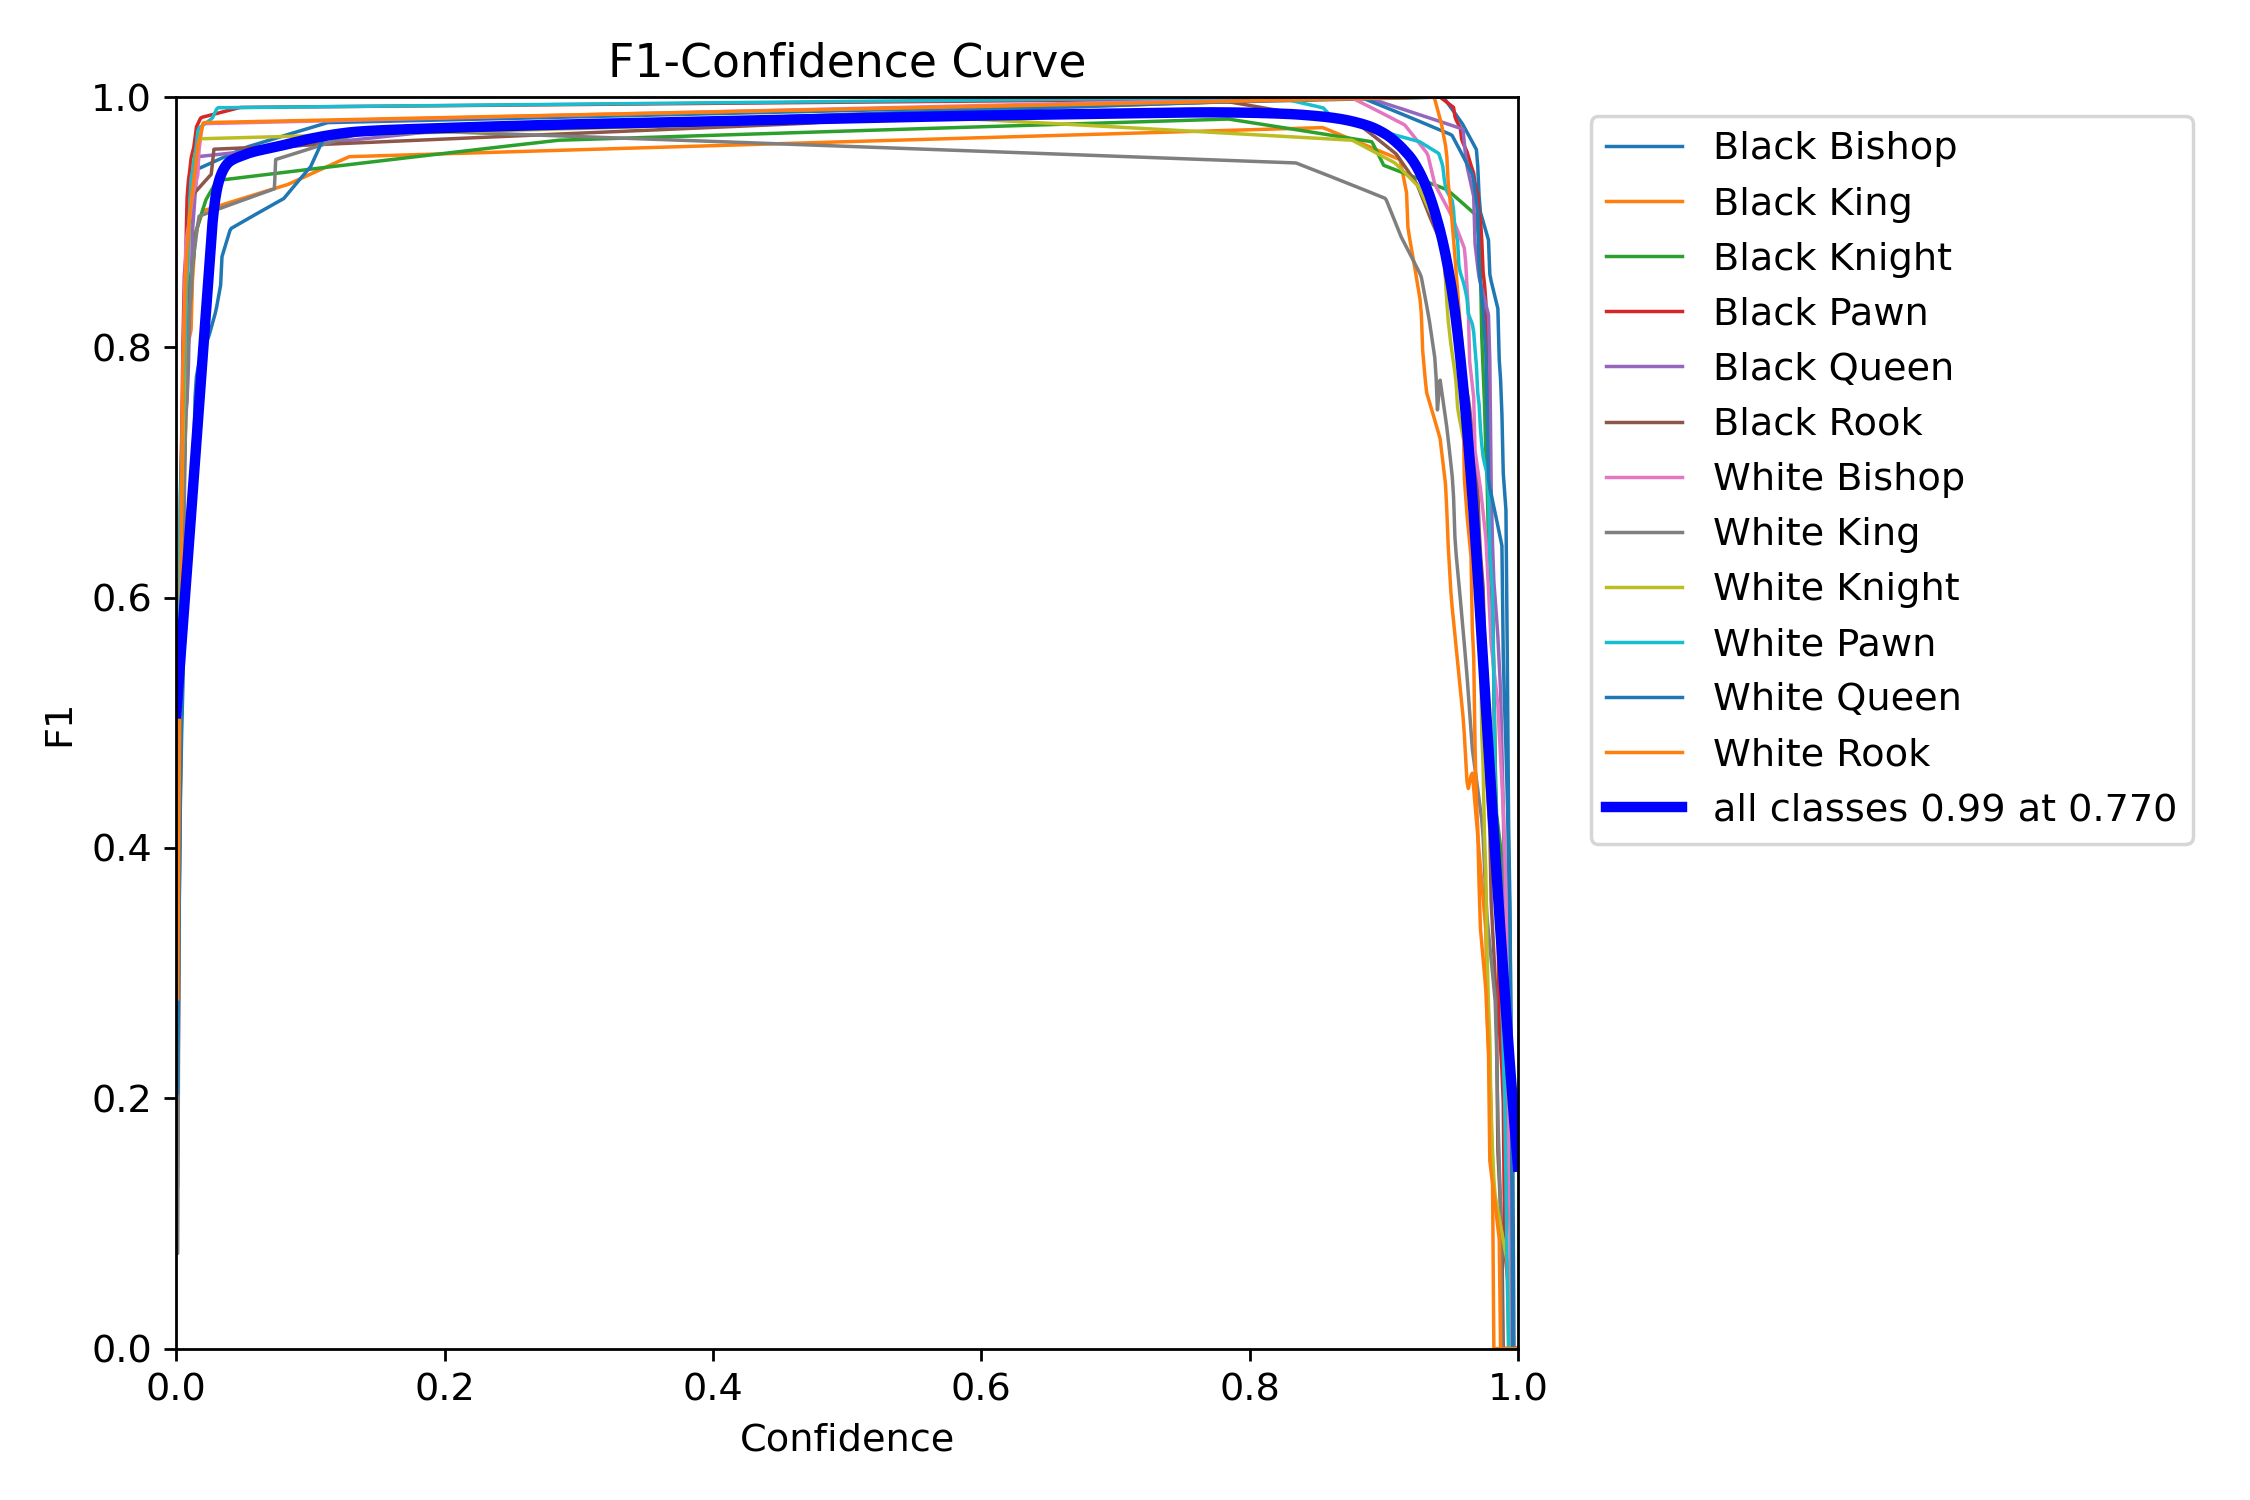 F1-Confidence Curve
1.0
0.8
0.6
0.4
0.2
0.0
F1
0.0 0.2 0.4 0.6 0.8 1.0
Confidence
Black Bishop
Black King
Black Knight
Black Pawn
Black Queen
Black Rook
White Bishop
White King
White Knight
White Pawn
White Queen
White Rook
all classes 0.99 at 0.770